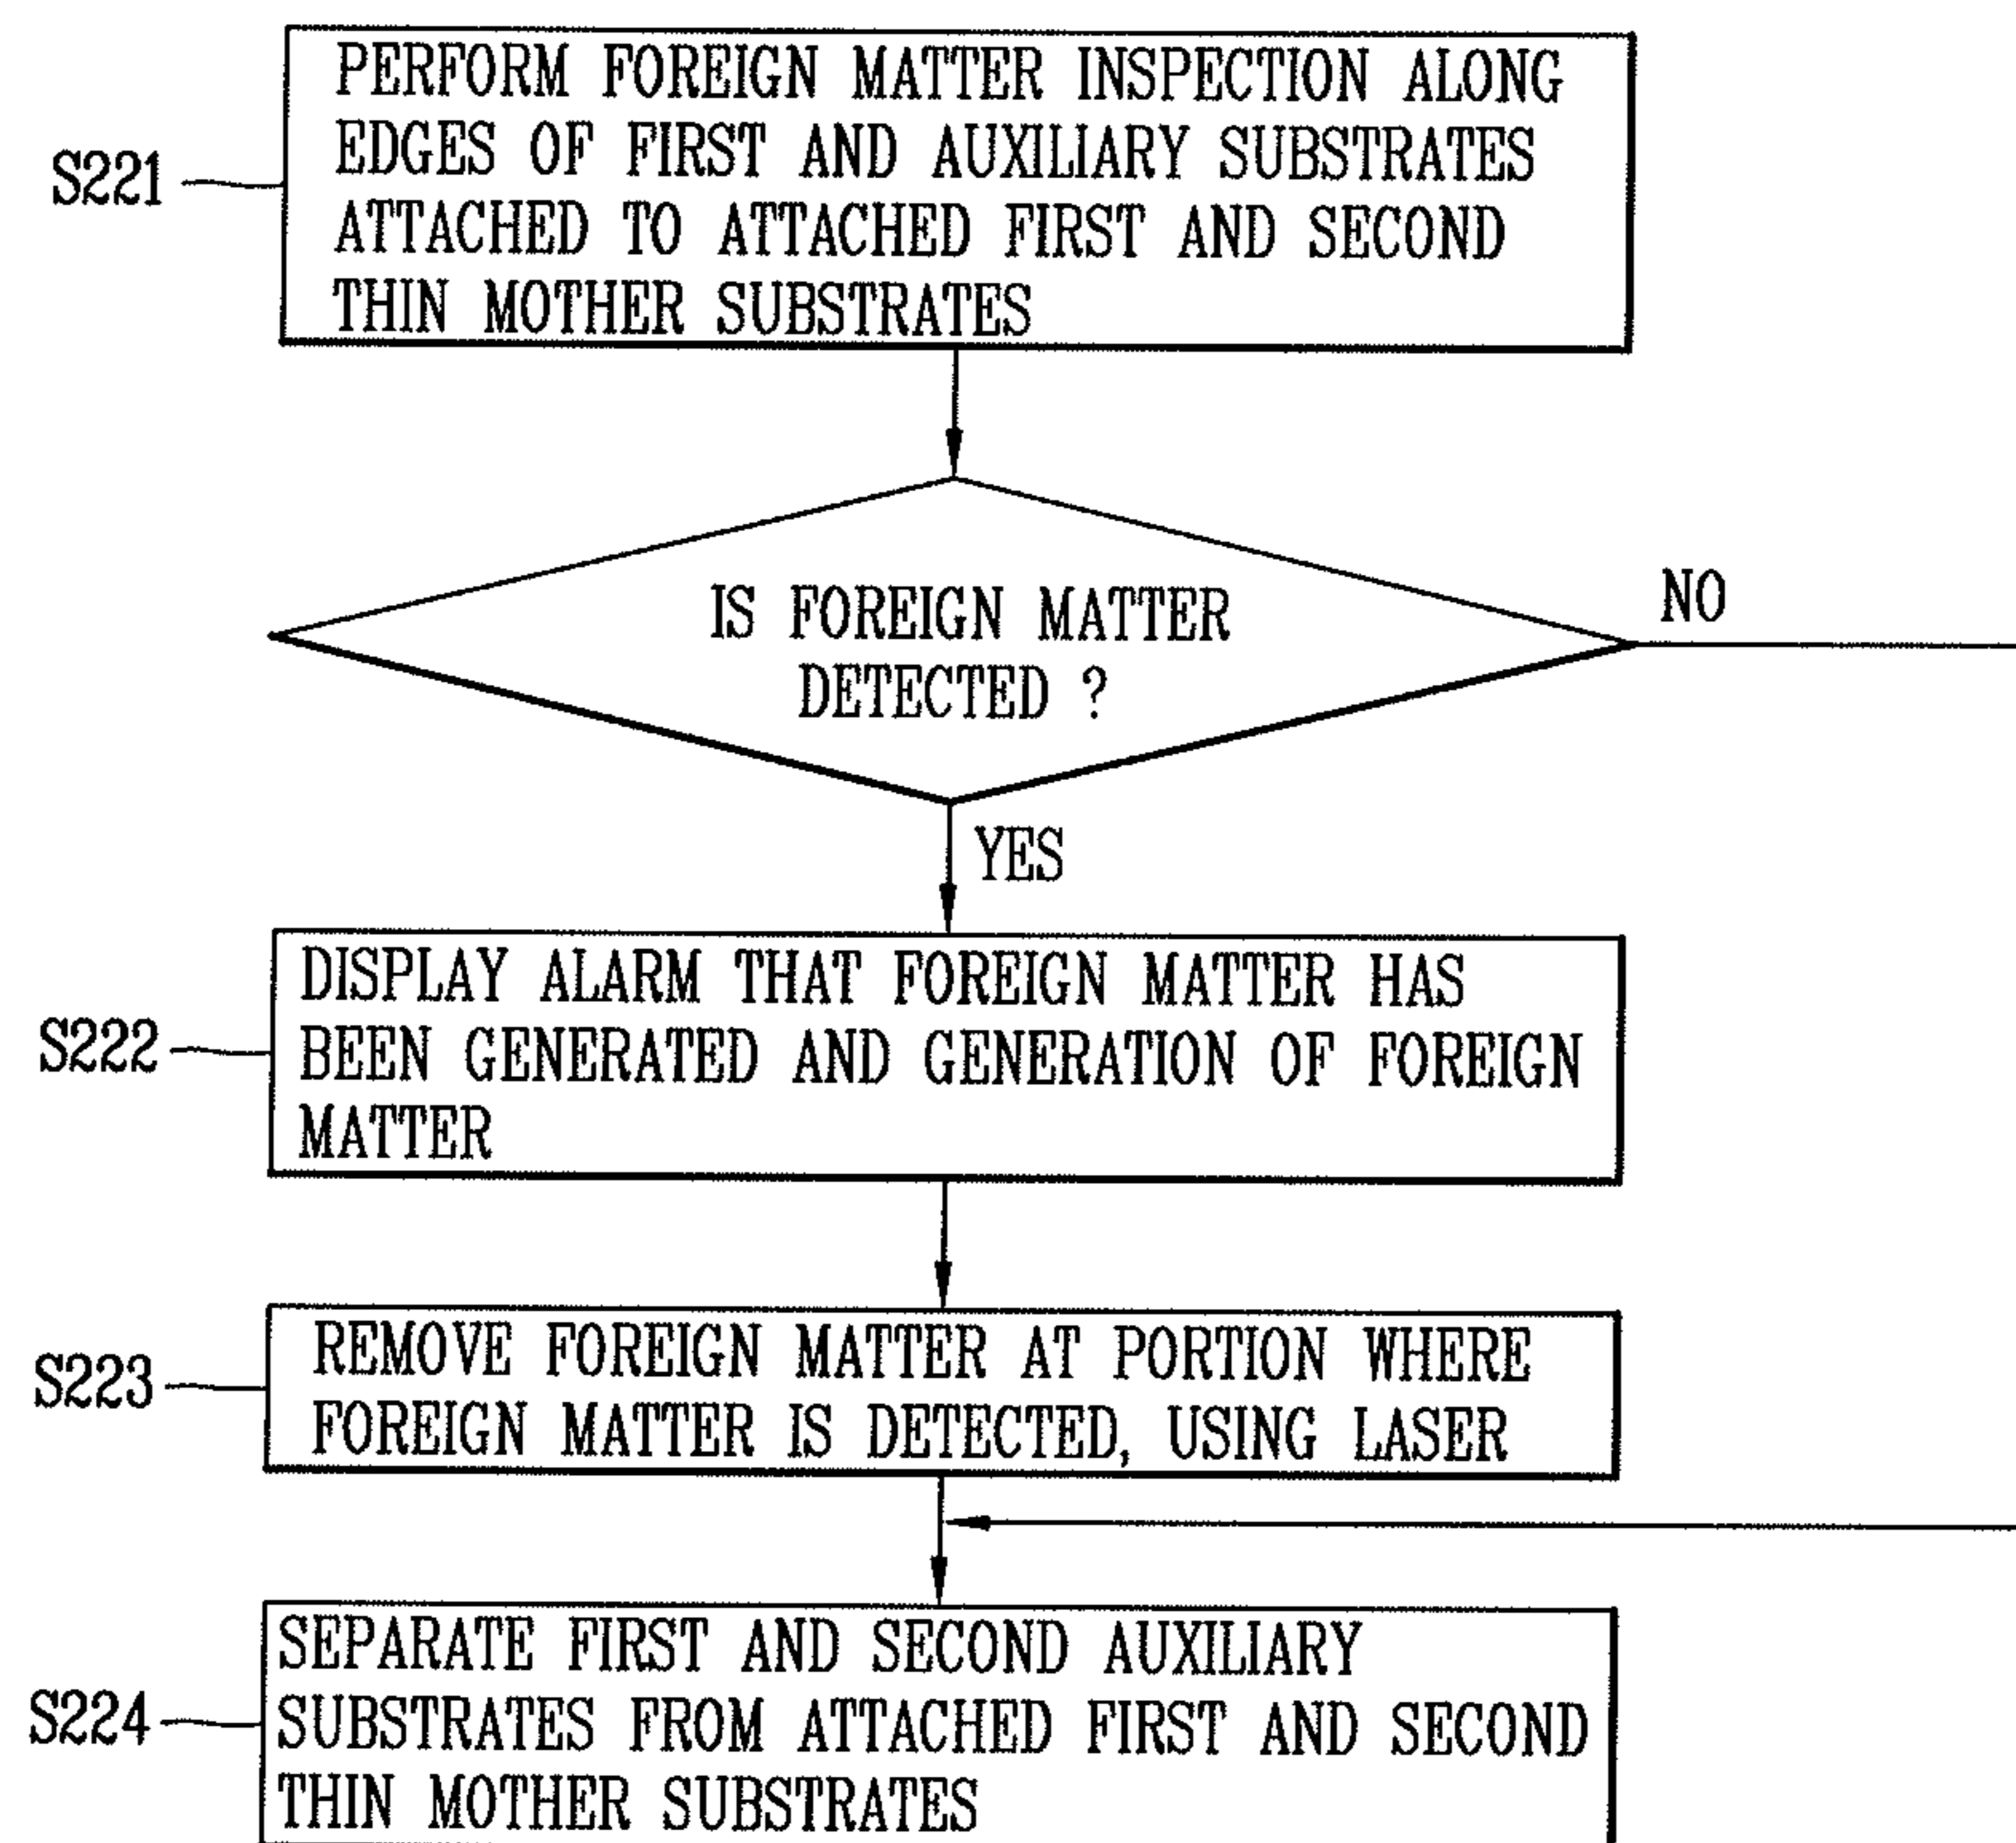 PERFORM FOREIGN MATTER INSPECTION ALONG
EDGES OF FIRST AND AUXILIARY SUBSTRATES
S221
ATTACHED TO ATTACHED FIRST AND SECOND
THIN MOTHER SUBSTRATES
NO
IS FOREIGN MATTER
DETECTED ?
YES
DISPLAY ALARM THAT FOREIGN MATTER HAS
S222
BEEN GENERATED AND GENERATION OF FOREIGN
MATTER
REMOVE FOREIGN MATTER AT PORTION WHERE
S223
FOREIGN MATTER IS DETECTED, USING LASER
SEPARATE FIRST AND SECOND AUXILIARY
S224
SUBSTRATES FROM ATTACHED FIRST AND SECOND
THIN MOTHER SUBSTRATES